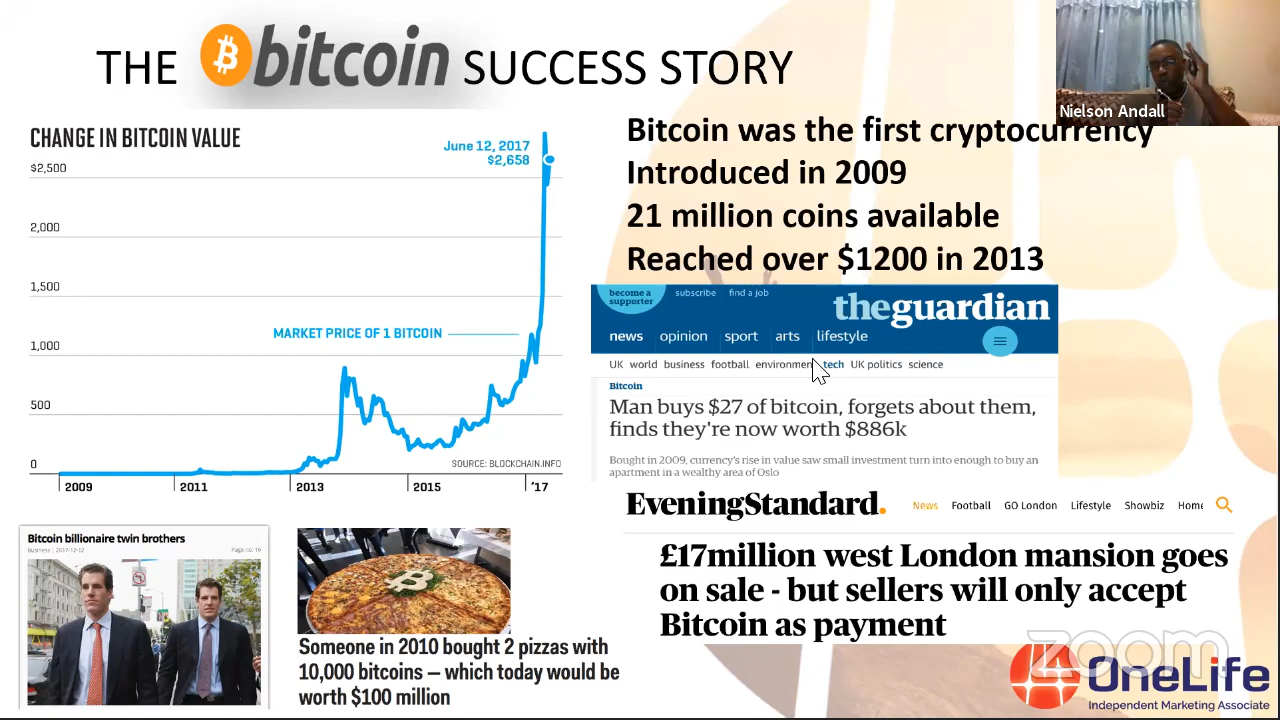 THE bitcoin SUCCESS STORY
Nielson Andall
CHANGE IN BITCOIN VALUE
$2,500
2,000
1,500
1,000
500
0
June 12, 2017
$2,658
MARKET PRICE OF 1 BITCOIN
SOURCE: BLOCKCHAIN.INFO
2009
2011
2013
2015
'17
Bitcoin was the first cryptocurrency
Introduced in 2009
21 million coins available
Reached over $1200 in 2013
become a
supporter
subscribe find a job
theguardian
news opinion sport arts lifestyle
UK world business football environment tech UK politics science
Bitcoin
Man buys $27 of bitcoin, forgets about them,
finds they're now worth $886k
Bought in 2009, currency's rise in value saw small investment turn into enough to buy an
apartment in a wealthy area of Oslo
EveningStandard.
News Football GO London Lifestyle Showbiz Home
£17million west London mansion goes
on sale - but sellers will only accept
Bitcoin as payment
Bitcoin billionaire twin brothers
Business | 2017-12-12
Page no: 16
Someone in 2010 bought 2 pizzas with
10,000 bitcoins — which today would be
worth $100 million
zoom
OneLife
Independent Marketing Associate